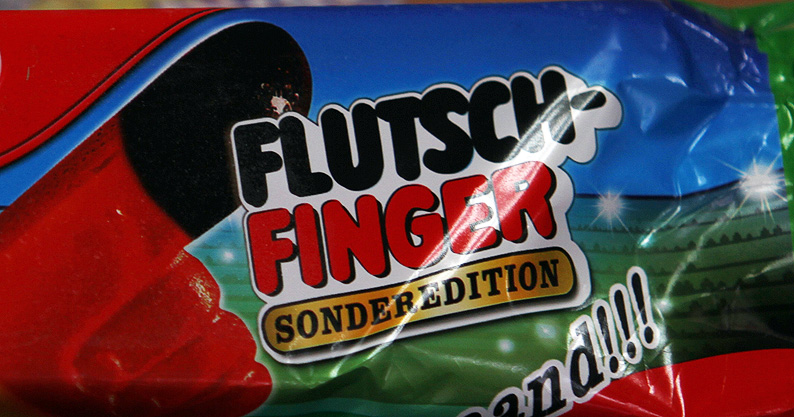 FLUTSCH-
FINGER
SONDEREDITION
and!!!